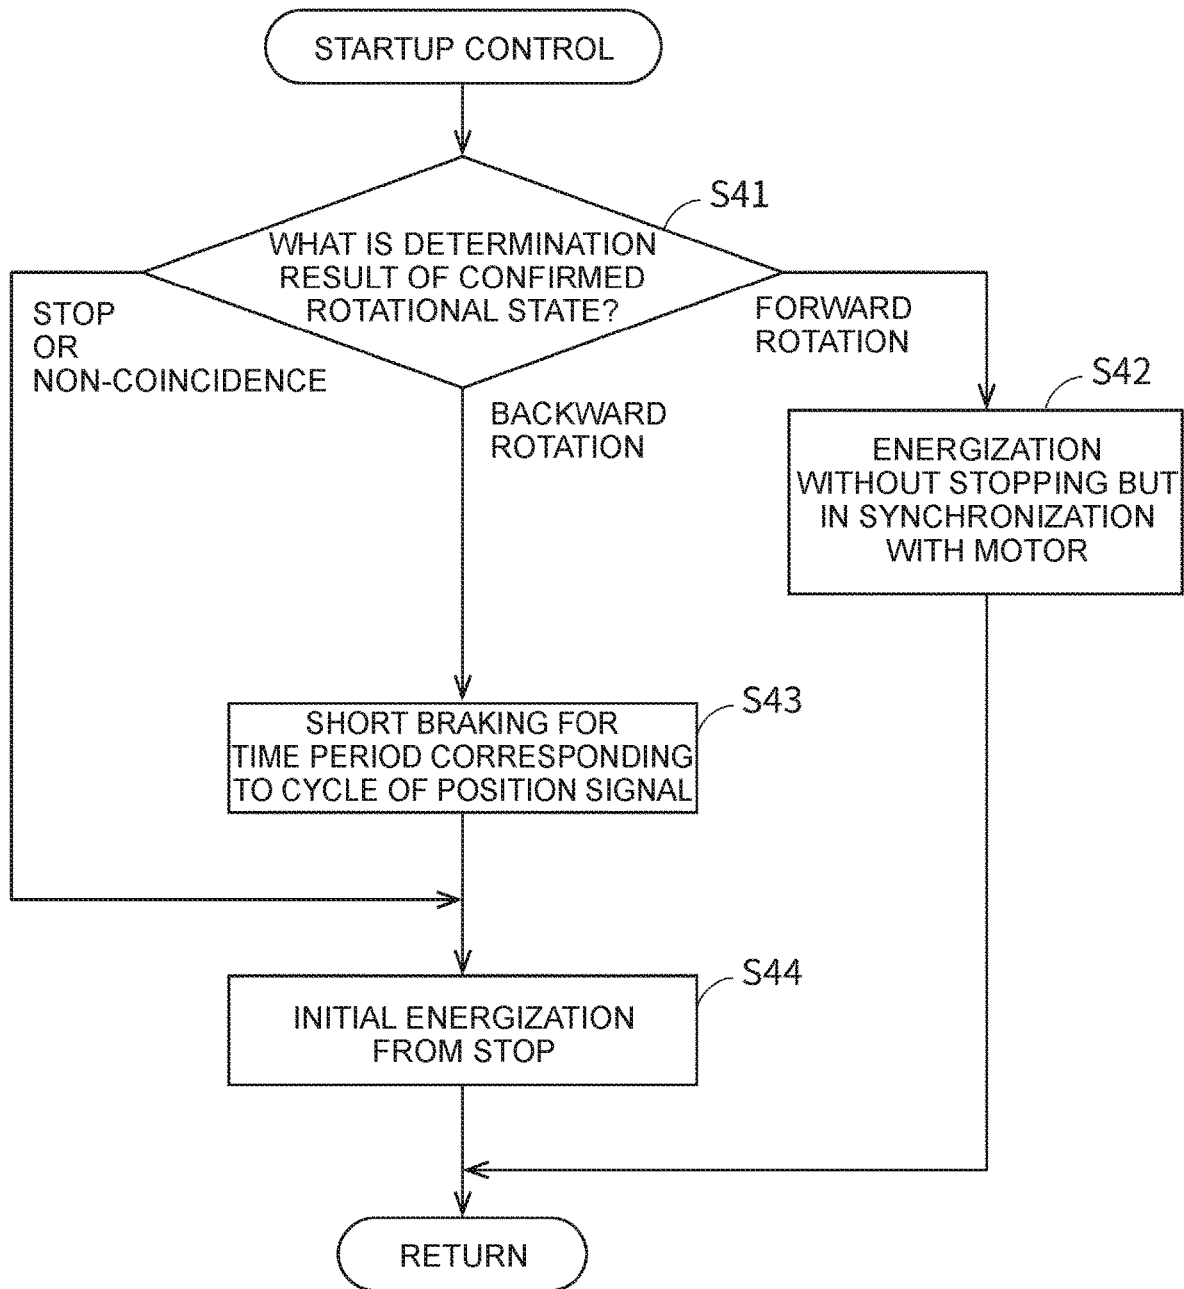 STARTUP CONTROL
S41
WHAT IS DETERMINATION
RESULT OF CONFIRMED
ROTATIONAL STATE?
STOP
OR
NON-COINCIDENCE
FORWARD
ROTATION
BACKWARD
ROTATION
S42
ENERGIZATION
WITHOUT STOPPING BUT
IN SYNCHRONIZATION
WITH MOTOR
S43
SHORT BRAKING FOR
TIME PERIOD CORRESPONDING
TO CYCLE OF POSITION SIGNAL
S44
INITIAL ENERGIZATION
FROM STOP
RETURN